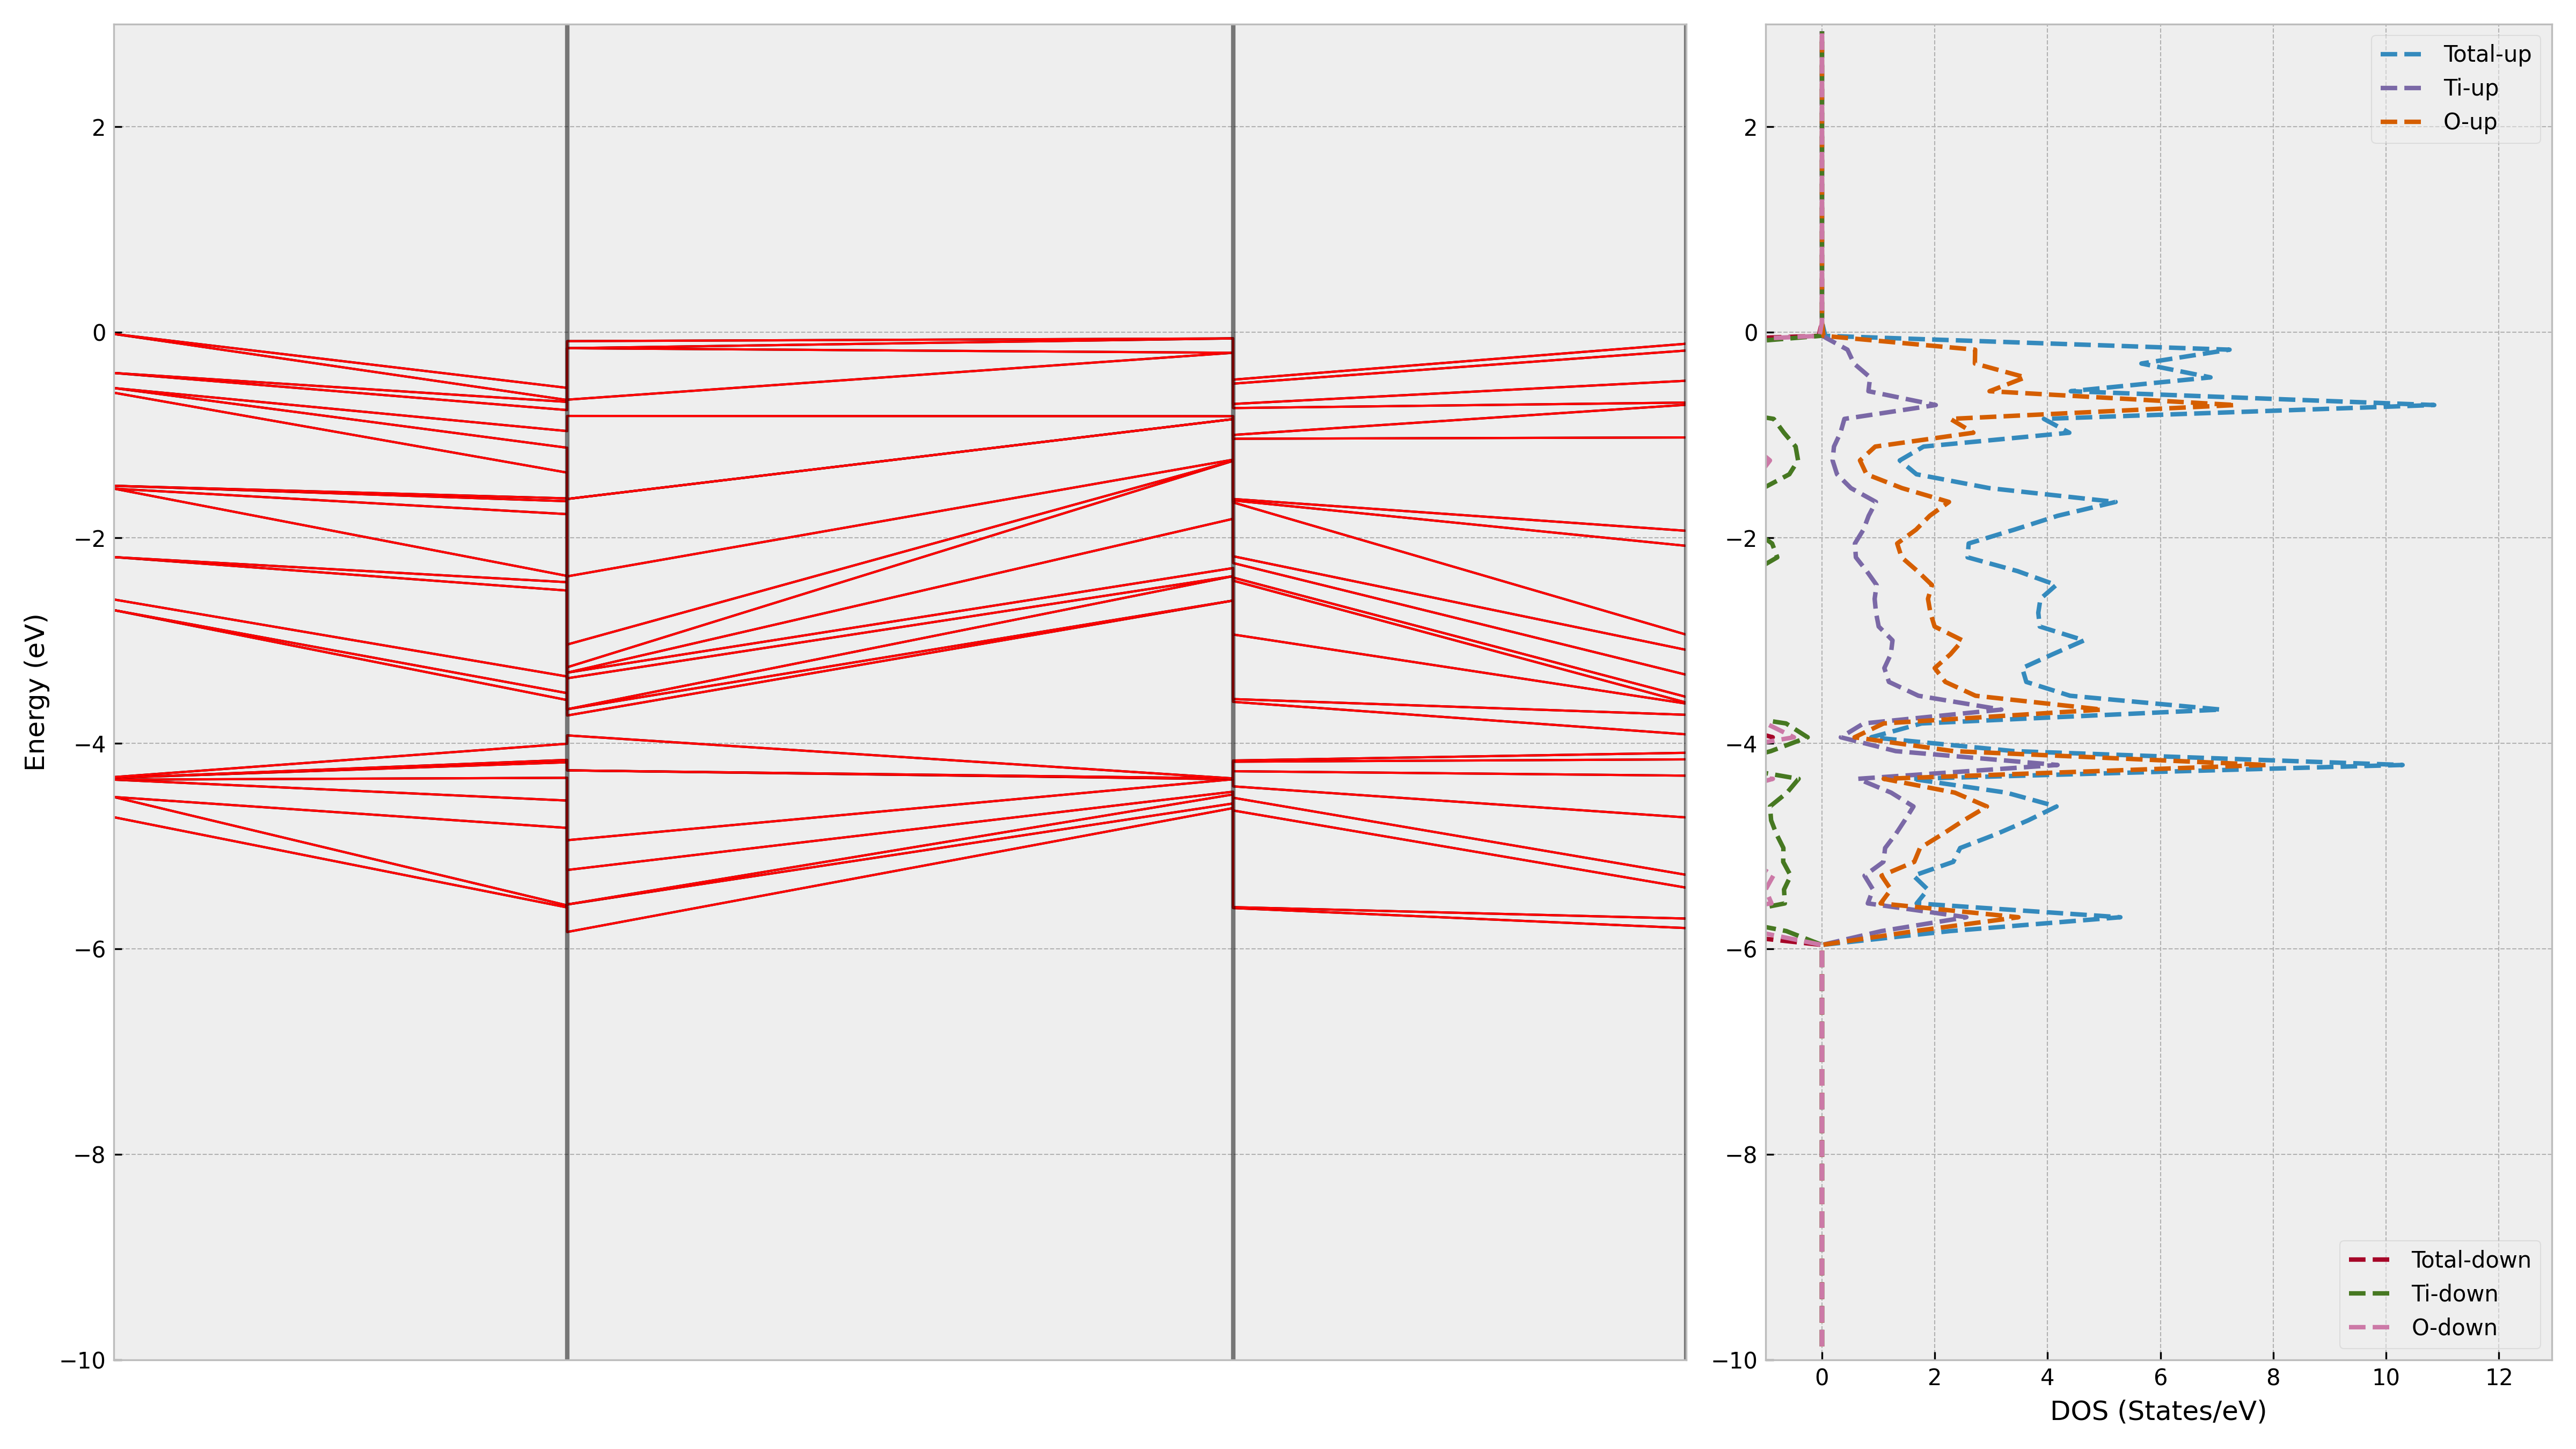 Energy (eV)
2
0
−2
−4
−6
−8
−10
2
0
−2
−4
−6
−8
−10
0 2 4 6 8 10 12
DOS (States/eV)
Total-up
Ti-up
O-up
Total-down
Ti-down
O-down